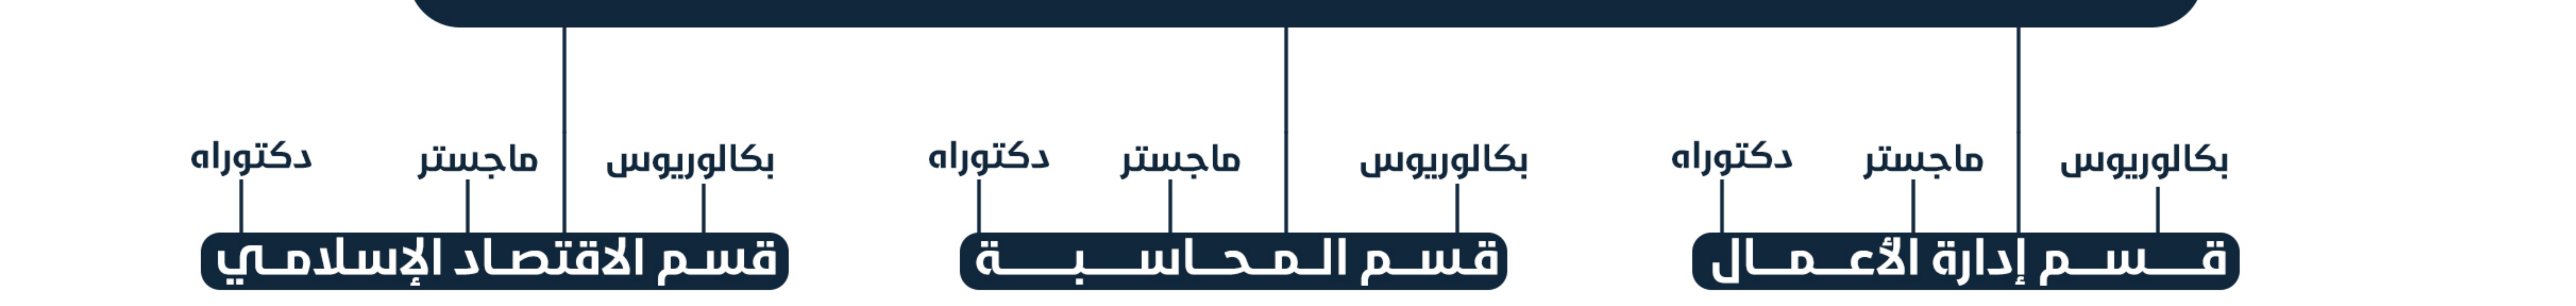 بكالوريوس ماجستر دكتوراه
قسم إدارة الأعمال
بكالوريوس ماجستر دكتوراه
قسم المحاسبة
بكالوريوس ماجستر دكتوراه
قسم الاقتصاد الإسلامي